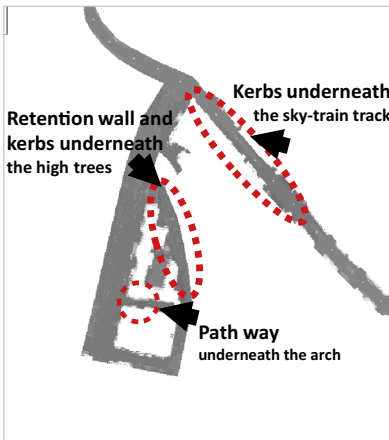 Kerbs underneath
the sky-train track
Retention wall and
kerbs underneath
the high trees
Path way
underneath the arch